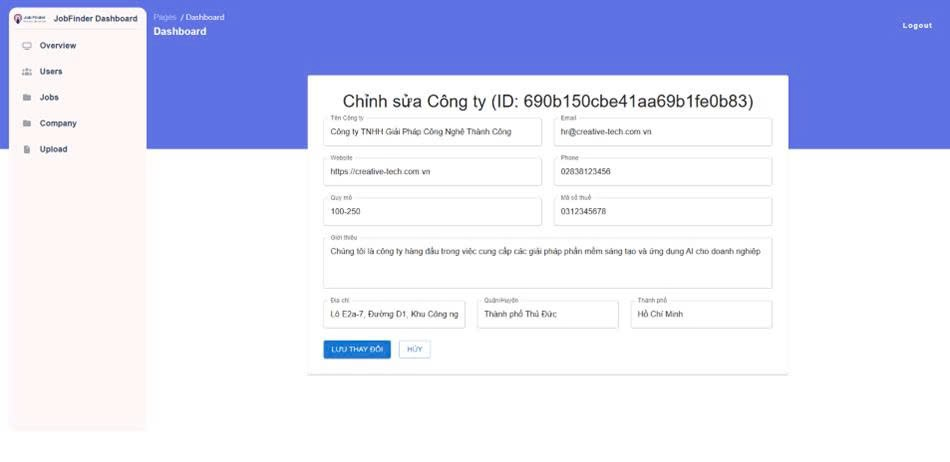 JobFinder
JobFinder Dashboard
Overview
Users
Jobs
Company
Upload
Pages / Dashboard
Dashboard
Logout
Chỉnh sửa Công ty (ID: 690b150cbe41aa69b1fe0b83)
Tên Công ty
Công ty TNHH Giải Pháp Công Nghệ Thành Công
Email
hr@creative-tech.com.vn
Website
https://creative-tech.com.vn
Phone
02838123456
Quy mô
100-250
Mã số thuế
0312345678
Giới thiệu
Chúng tôi là công ty hàng đầu trong việc cung cấp các giải pháp phần mềm sáng tạo và ứng dụng AI cho doanh nghiệp
Địa chỉ
Lô E2a-7, Đường D1, Khu Công ng
Quận/Huyện
Thành phố Thủ Đức
Thành phố
Hồ Chí Minh
LƯU THAY ĐỔI
HỦY